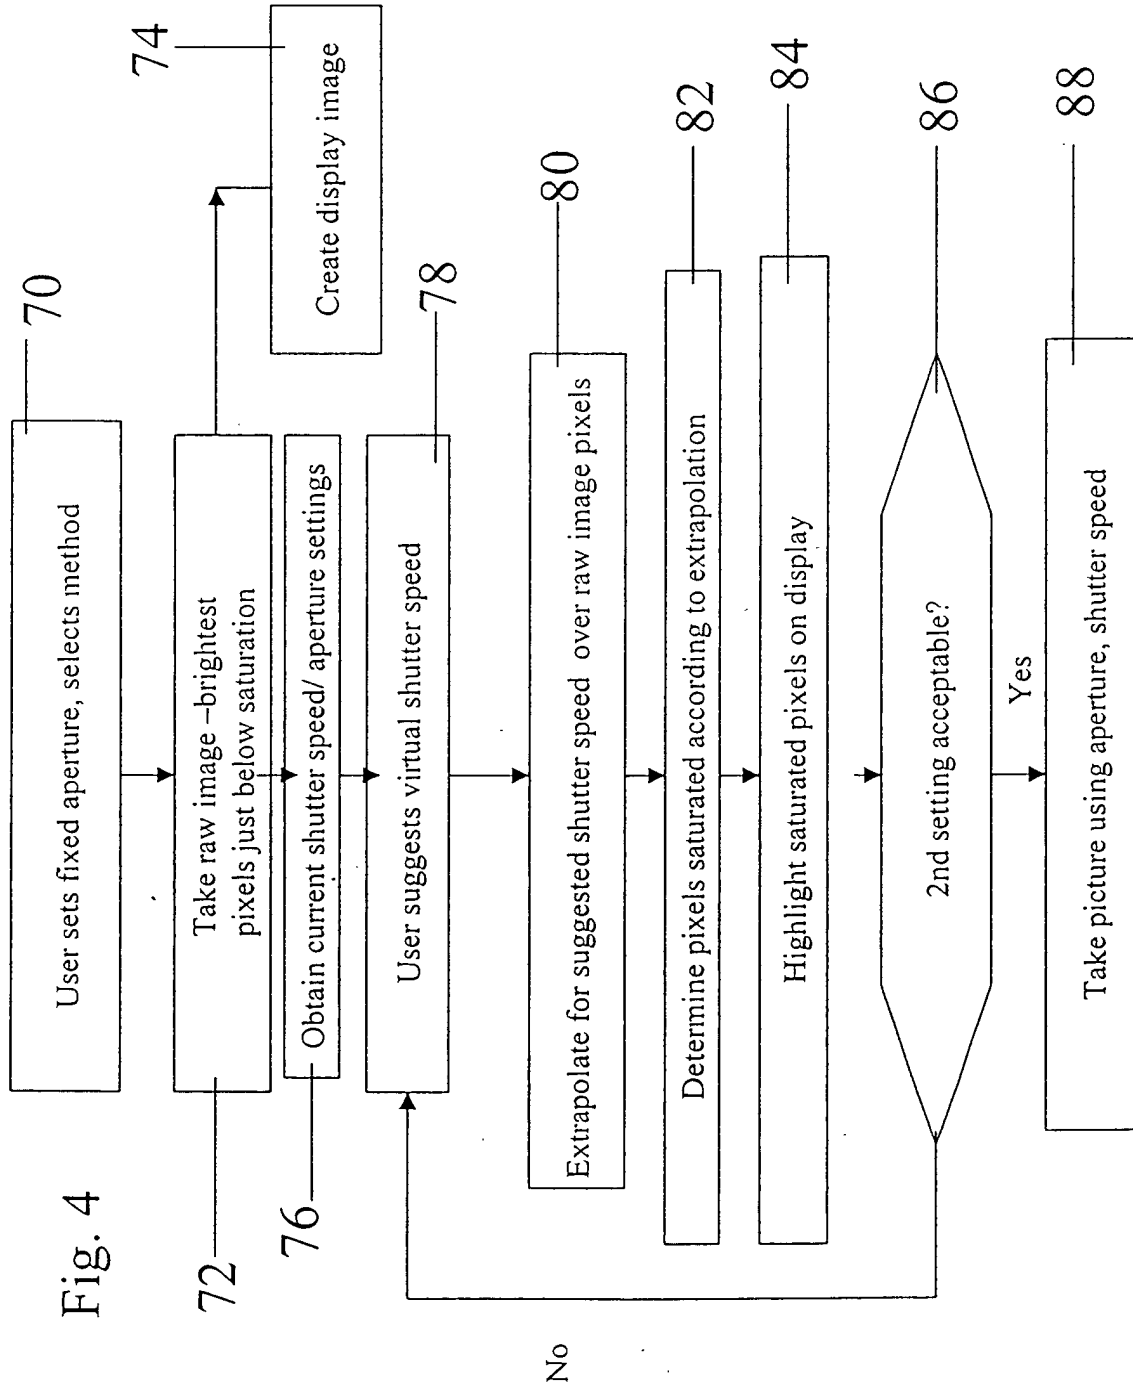 Fig. 4
70
User sets fixed aperture, selects method
72
Take raw image –brightest
pixels just below saturation
74
Create display image
76
Obtain current shutter speed/ aperture settings
78
User suggests virtual shutter speed
80
Extrapolate for suggested shutter speed over raw image pixels
82
Determine pixels saturated according to extrapolation
84
Highlight saturated pixels on display
86
2nd setting acceptable?
No
Yes
88
Take picture using aperture, shutter speed